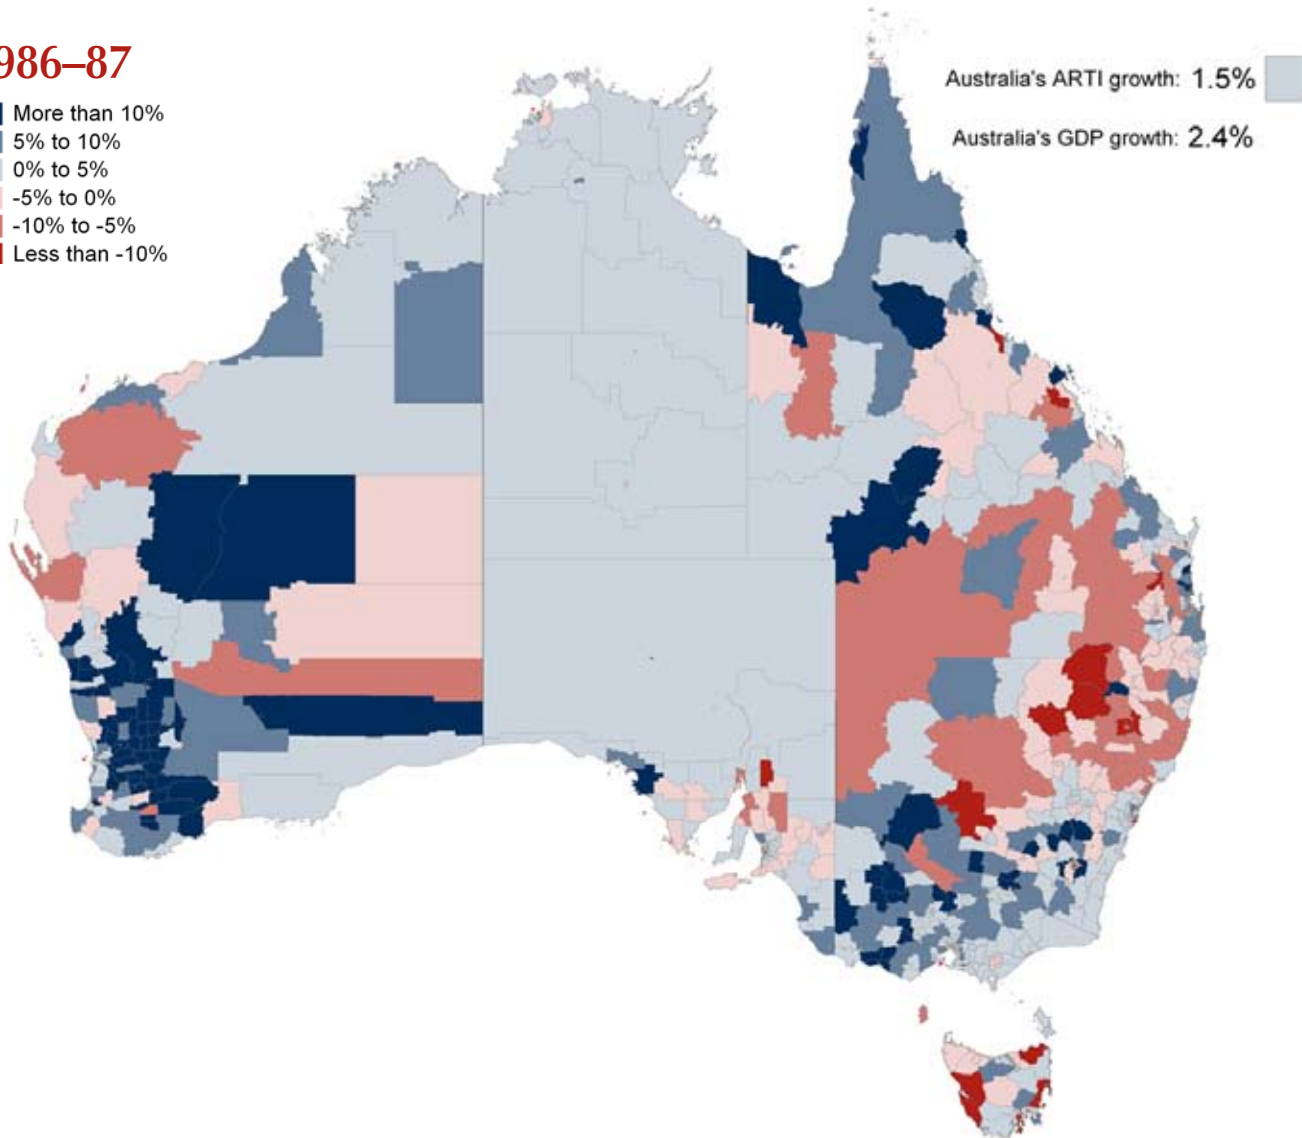 986–87
More than 10%
5% to 10%
0% to 5%
-5% to 0%
-10% to -5%
Less than -10%
Australia's ARTI growth: 1.5%
Australia's GDP growth: 2.4%